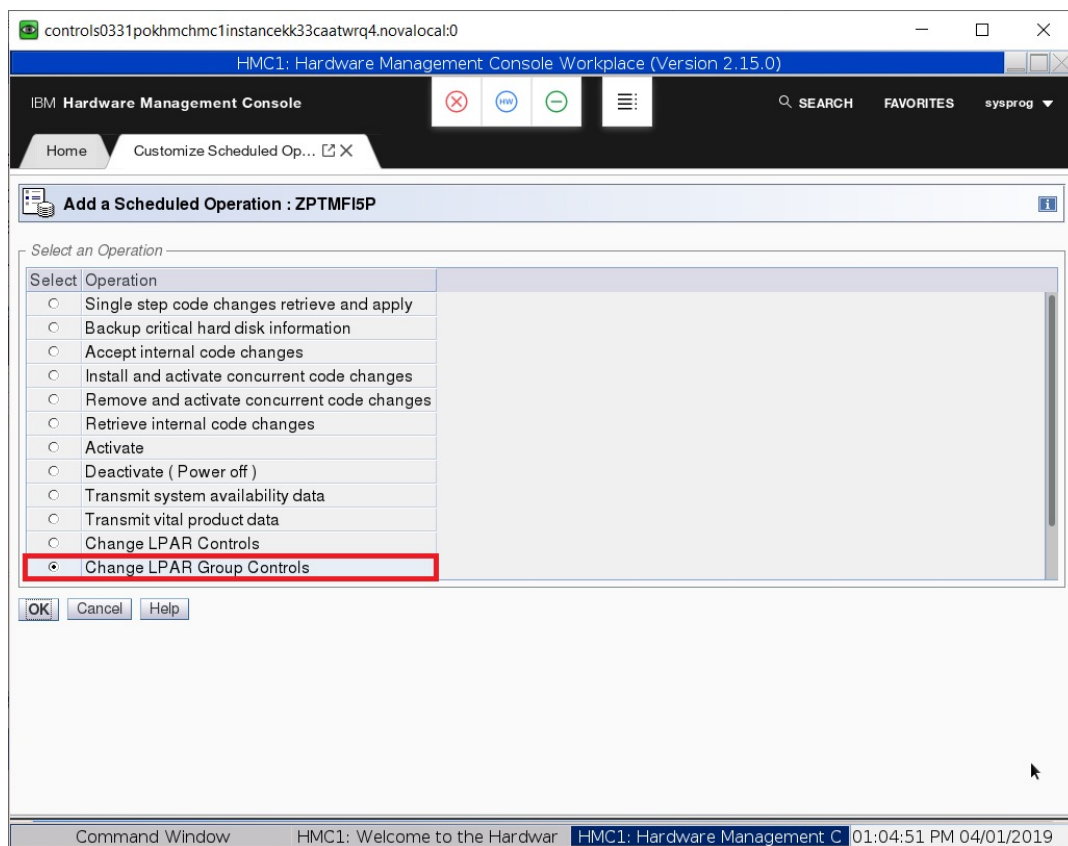 controls0331pokhmchmc1instancekk33caatwrq4.novalocal:0
HMC1: Hardware Management Console Workplace (Version 2.15.0)
IBM Hardware Management Console
HW
SEARCH FAVORITES sysprog
Home Customize Scheduled Op...
Add a Scheduled Operation : ZPTMFI5P
i
Select an Operation
Select Operation
Single step code changes retrieve and apply
Backup critical hard disk information
Accept internal code changes
Install and activate concurrent code changes
Remove and activate concurrent code changes
Retrieve internal code changes
Activate
Deactivate ( Power off )
Transmit system availability data
Transmit vital product data
Change LPAR Controls
Change LPAR Group Controls
OK Cancel Help
Command Window HMC1: Welcome to the Hardwar HMC1: Hardware Management C 01:04:51 PM 04/01/2019